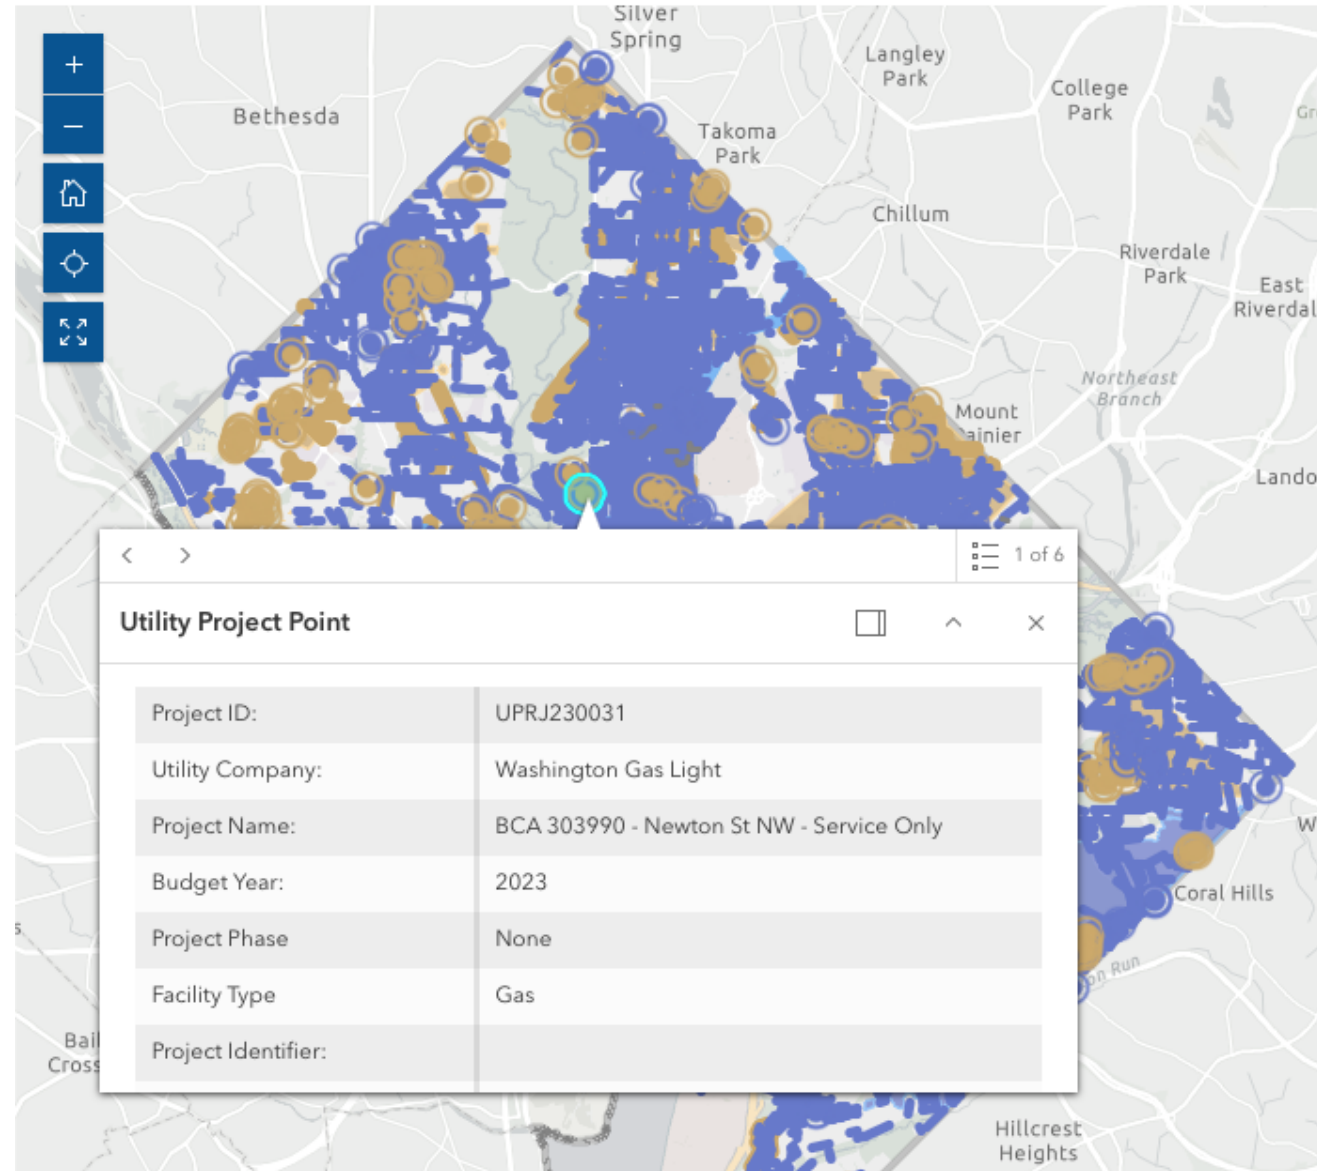 Silver
Spring
Langley
Park
College
Park
Bethesda
Takoma
Park
Chillum
Riverdale
Park
East
Northeast
Branch
Mount
1 of 6
Utility Project Point
Project ID: UPRJ230031
Utility Company: Washington Gas Light
Project Name: BCA 303990 - Newton St NW - Service Only
Budget Year: 2023
Project Phase None
Facility Type Gas
Project Identifier:
Coral Hills
Run
Hillcrest
Heights